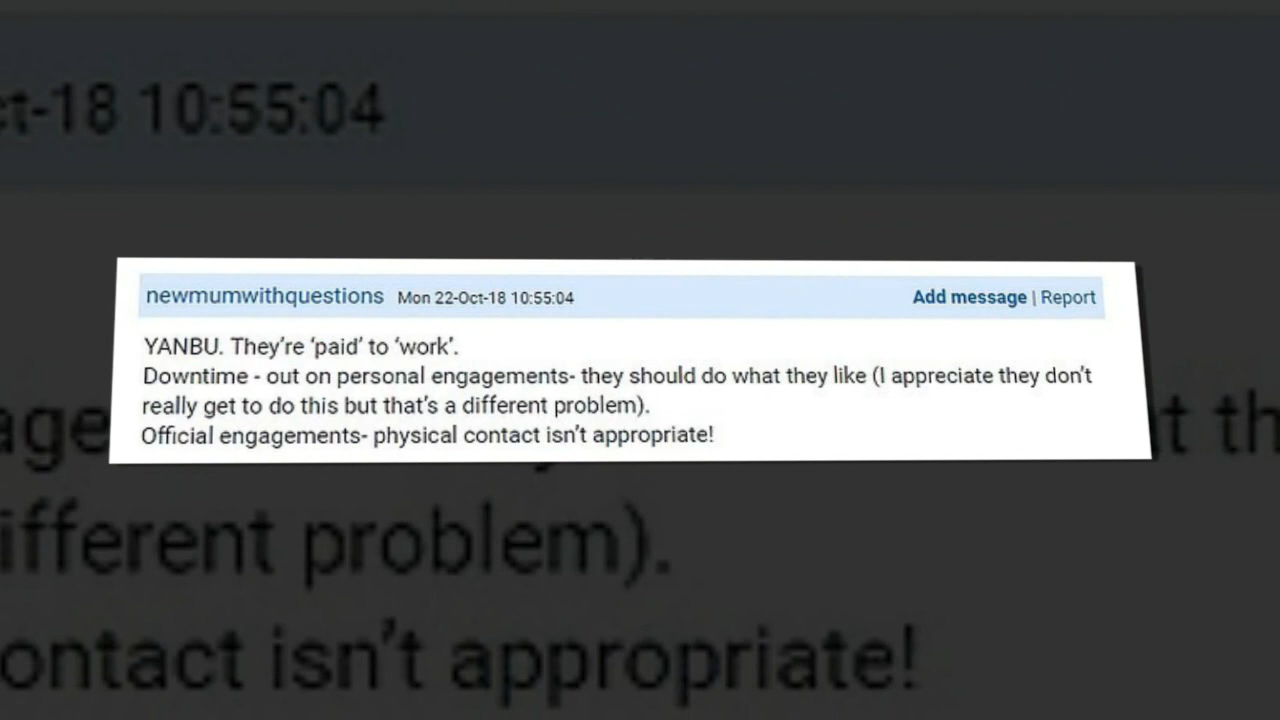 ct-18 10:55:04
newmumwithquestions Mon 22-Oct-18 10:55:04 Add message | Report
YANBU. They're 'paid' to 'work'.
Downtime - out on personal engagements- they should do what they like (I appreciate they don't
really get to do this but that's a different problem).
Official engagements- physical contact isn't appropriate!
age t th
ifferent problem).
ontact isn't appropriate!